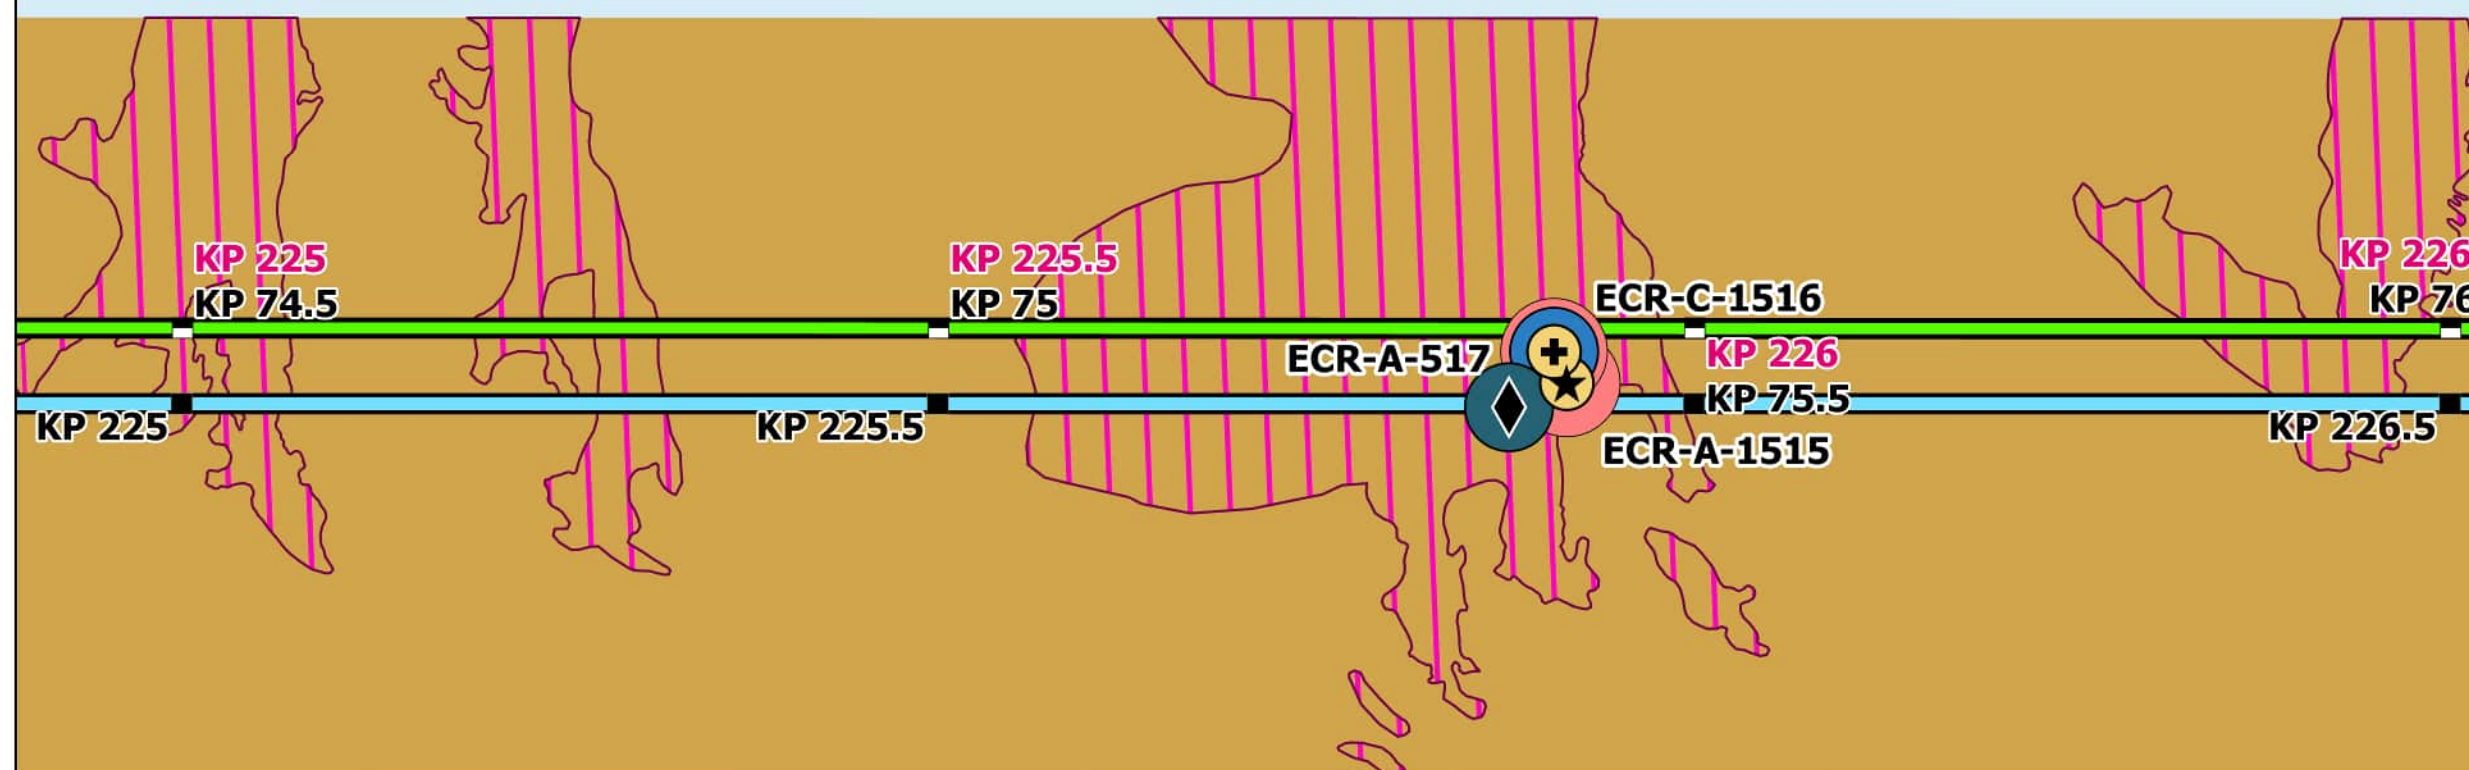 KP 225
KP 74.5
KP 225.5
KP 75
ECR-C-1516
KP 226
KP 76
ECR-A-517
KP 226
KP 75.5
KP 225
KP 225.5
ECR-A-1515
KP 226.5